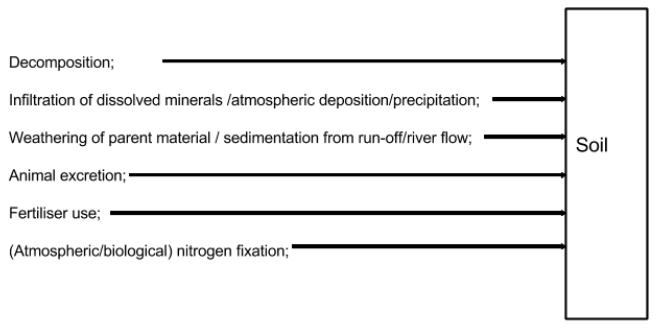 Decomposition;
Infiltration of dissolved minerals /atmospheric deposition/precipitation;
Weathering of parent material / sedimentation from run-off/river flow;
Soil
Animal excretion;
Fertiliser use;
(Atmospheric/biological) nitrogen fixation;